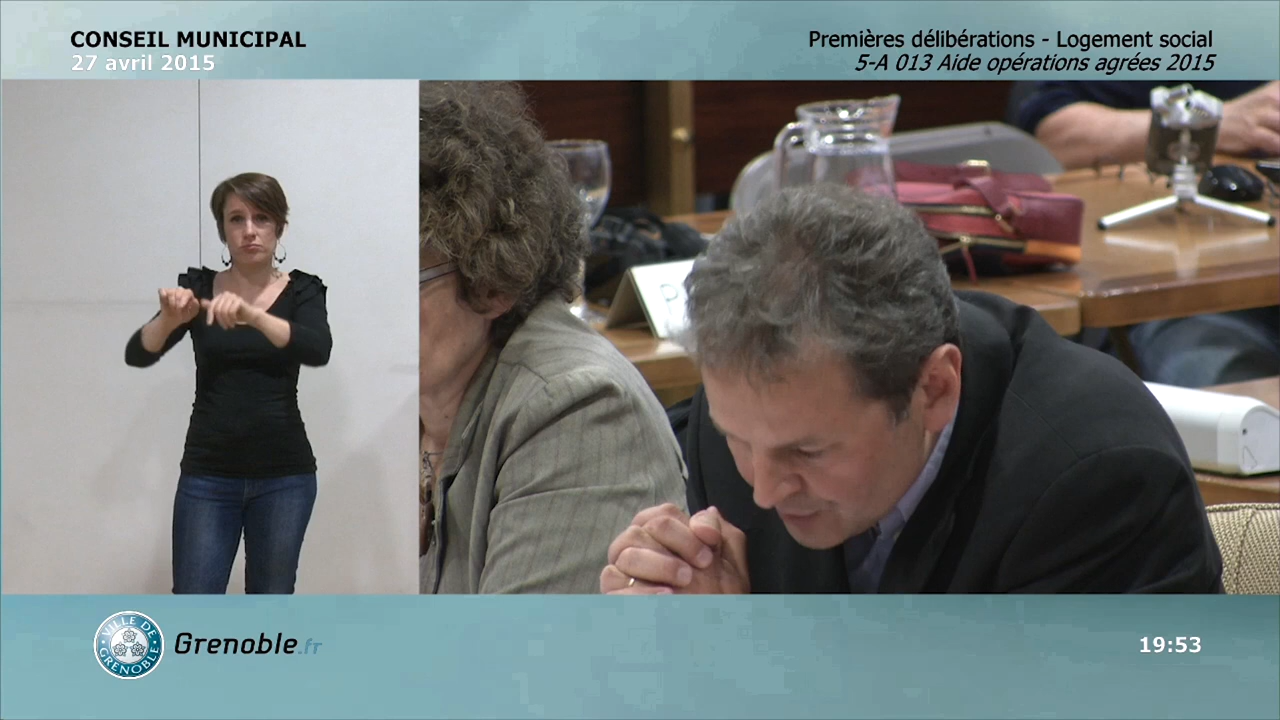 CONSEIL MUNICIPAL
27 avril 2015
Premières délibérations - Logement social
5-A 013 Aide opérations agrées 2015
VILLE DE GRENOBLE
Grenoble.fr
19:53